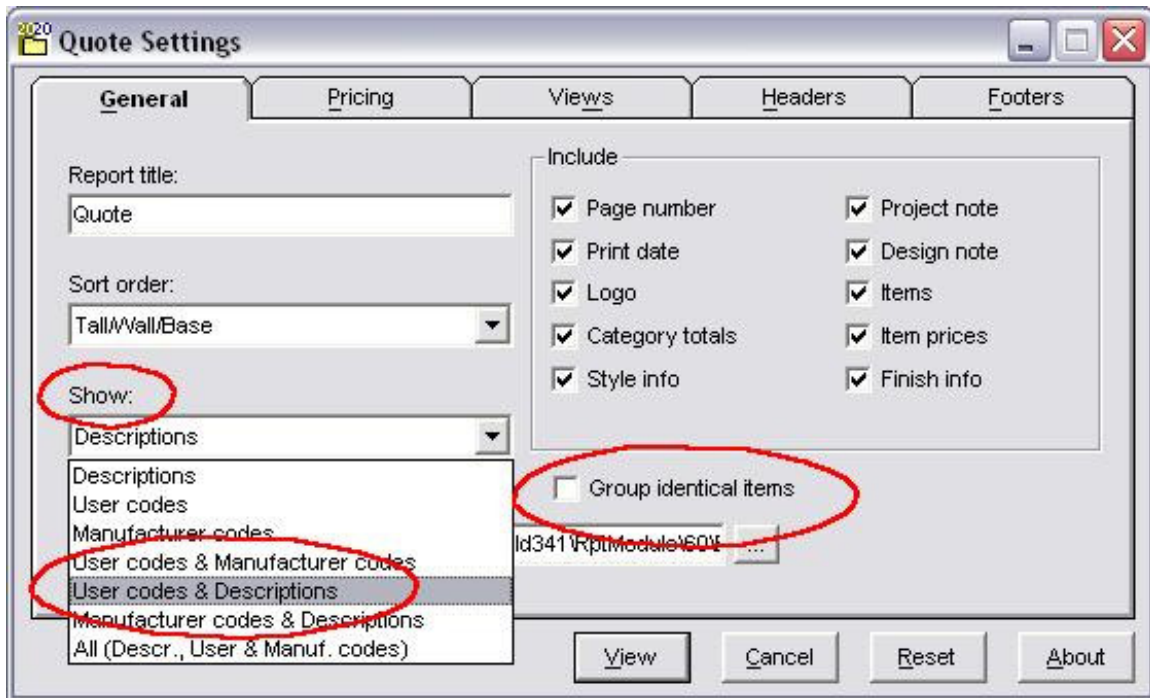 2020
Quote Settings
General
Pricing
Views
Headers
Footers
Report title:
Quote
Sort order:
Tall/Wall/Base
Show:
Descriptions
Descriptions
User codes
Manufacturer codes
User codes & Manufacturer codes
User codes & Descriptions
Manufacturer codes & Descriptions
All (Descr., User & Manuf. codes)
Include
Page number
Print date
Logo
Category totals
Style info
Project note
Design note
Items
Item prices
Finish info
Group identical items
ld341\RptModule\60\
...
View
Cancel
Reset
About